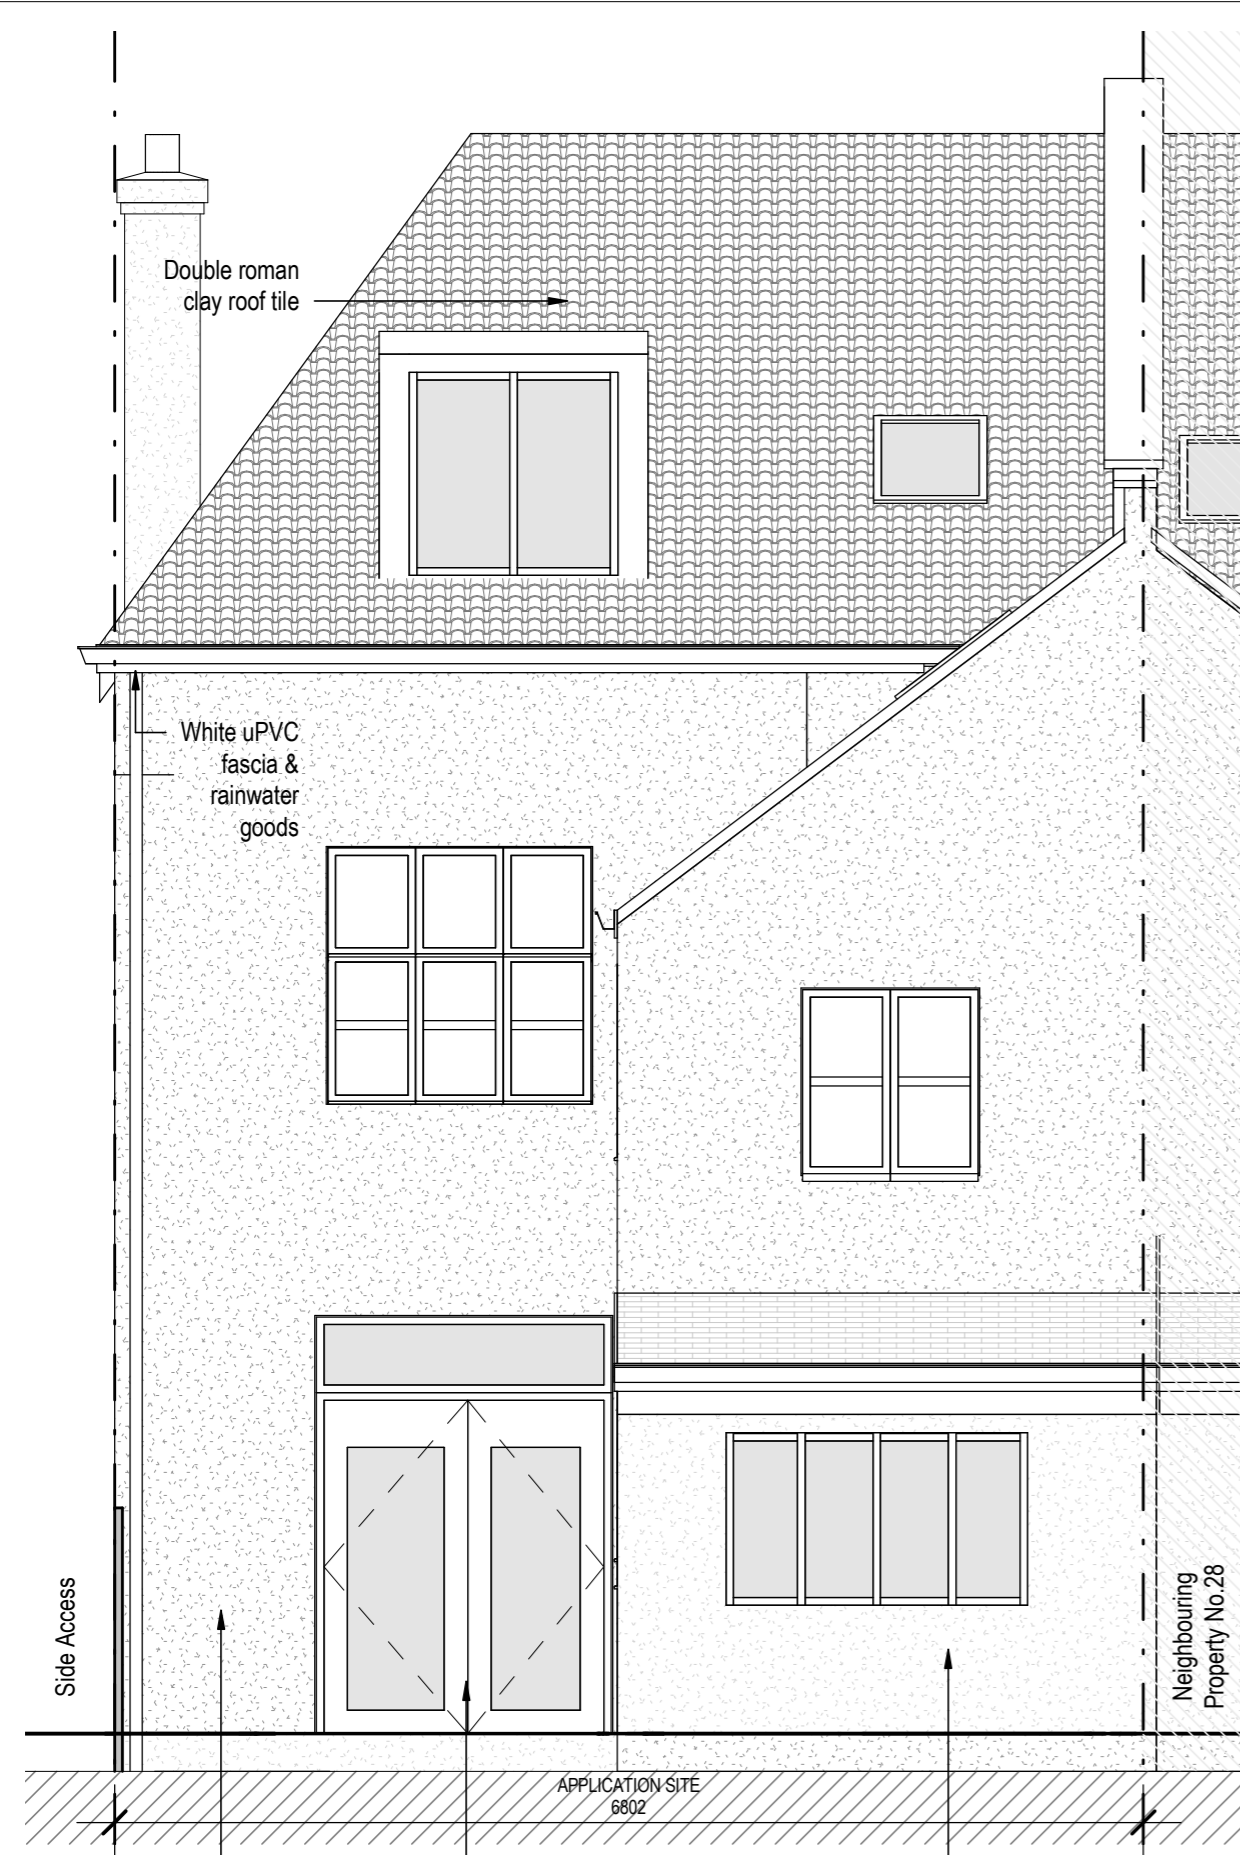 Double roman
clay roof tile
White uPVC
fascia &
rainwater
goods
Side Access
Neighbouring
Property No.28
APPLICATION SITE
6802